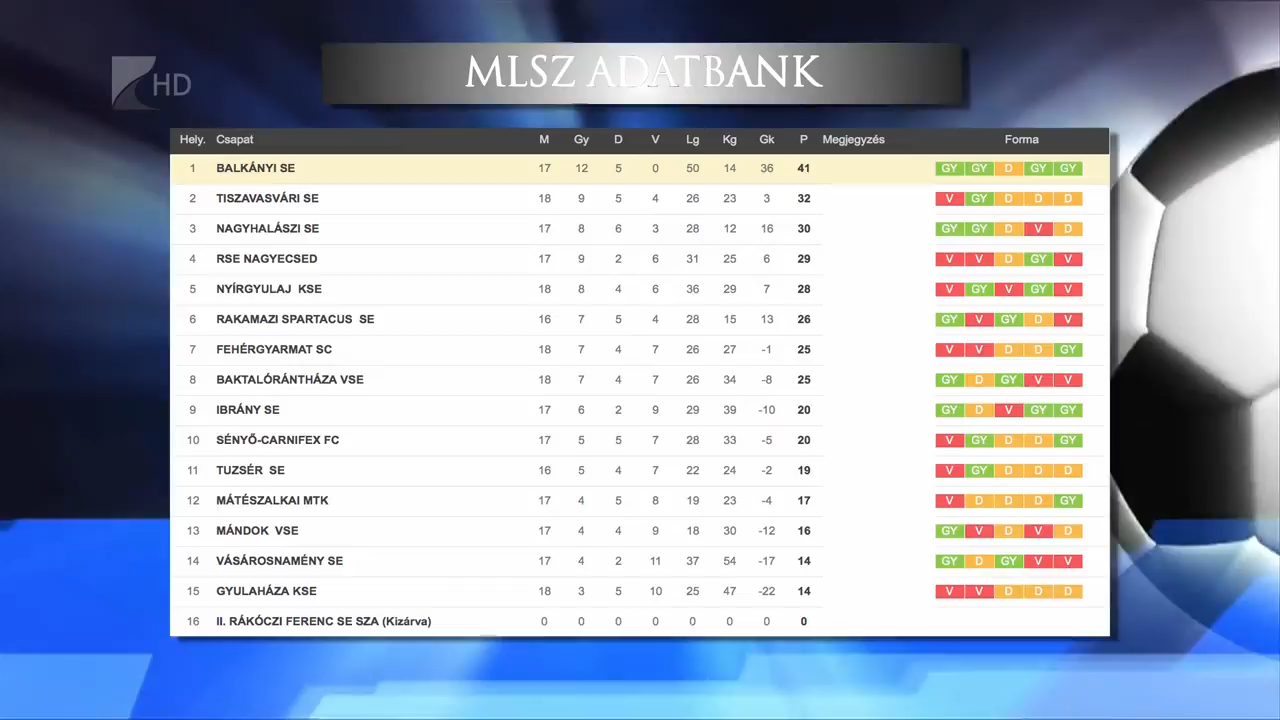 MLSZ ADATBANK
HD
Hely. Csapat M Gy D V Lg Kg Gk P Megjegyzés Forma
1 BALKÁNYI SE 17 12 5 0 50 14 36 41 GY GY D GY GY
2 TISZAVASVÁRI SE 18 9 5 4 26 23 3 32 V GY D D D
3 NAGYHALÁSZI SE 17 8 6 3 28 12 16 30 GY GY D V D
4 RSE NAGYECSED 17 9 2 6 31 25 6 29 V V D GY V
5 NYÍRGYULAJ KSE 18 8 4 6 36 29 7 28 V GY V GY V
6 RAKAMAZI SPARTACUS SE 16 7 5 4 28 15 13 26 GY V GY D V
7 FEHÉRGYARMAT SC 18 7 4 7 26 27 -1 25 V V D D GY
8 BAKTALÓRÁNTHÁZA VSE 18 7 4 7 26 34 -8 25 GY D GY V V
9 IBRÁNY SE 17 6 2 9 29 39 -10 20 GY D V GY GY
10 SÉNYŐ-CARNIFEX FC 17 5 5 7 28 33 -5 20 V GY D D GY
11 TUZSÉR SE 16 5 4 7 22 24 -2 19 V GY D D D
12 MÁTÉSZALKAI MTK 17 4 5 8 19 23 -4 17 V D D D GY
13 MÁNDOK VSE 17 4 4 9 18 30 -12 16 GY V D V D
14 VÁSÁROSNAMÉNY SE 17 4 2 11 37 54 -17 14 GY D GY V V
15 GYULAHÁZA KSE 18 3 5 10 25 47 -22 14 V V D D D
16 II. RÁKÓCZI FERENC SE SZA (Kizárva) 0 0 0 0 0 0 0 0